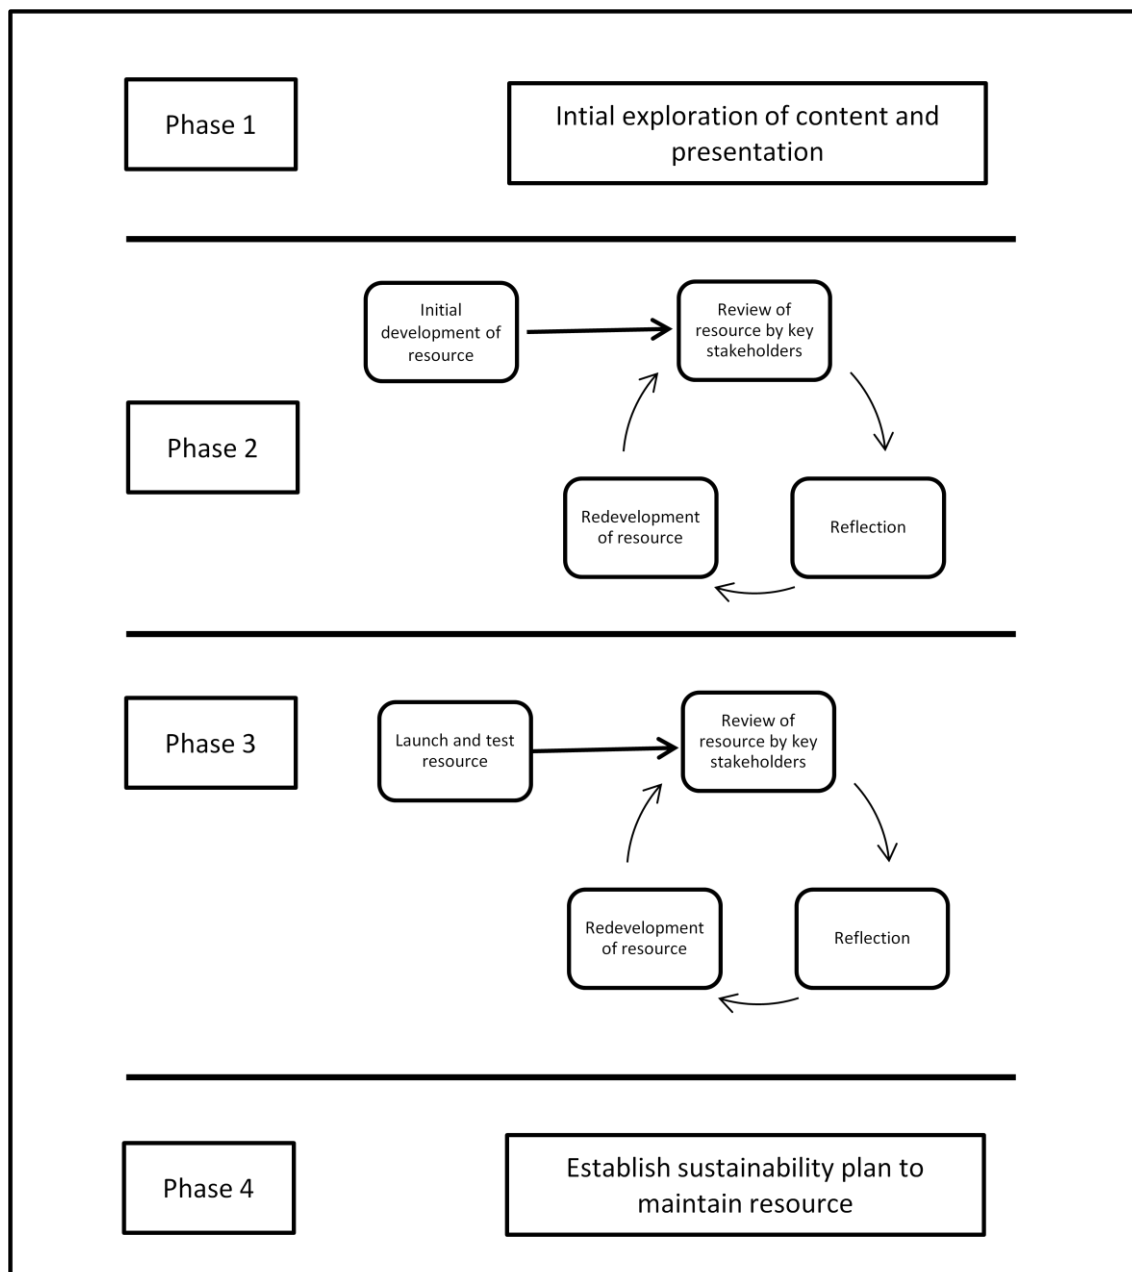 Phase 1
Intial exploration of content and
presentation
Initial
development of
resource
Review of
resource by key
stakeholders
Phase 2
Redevelopment
of resource
Reflection
Phase 3
Launch and test
resource
Review of
resource by key
stakeholders
Redevelopment
of resource
Reflection
Phase 4
Establish sustainability plan to
maintain resource